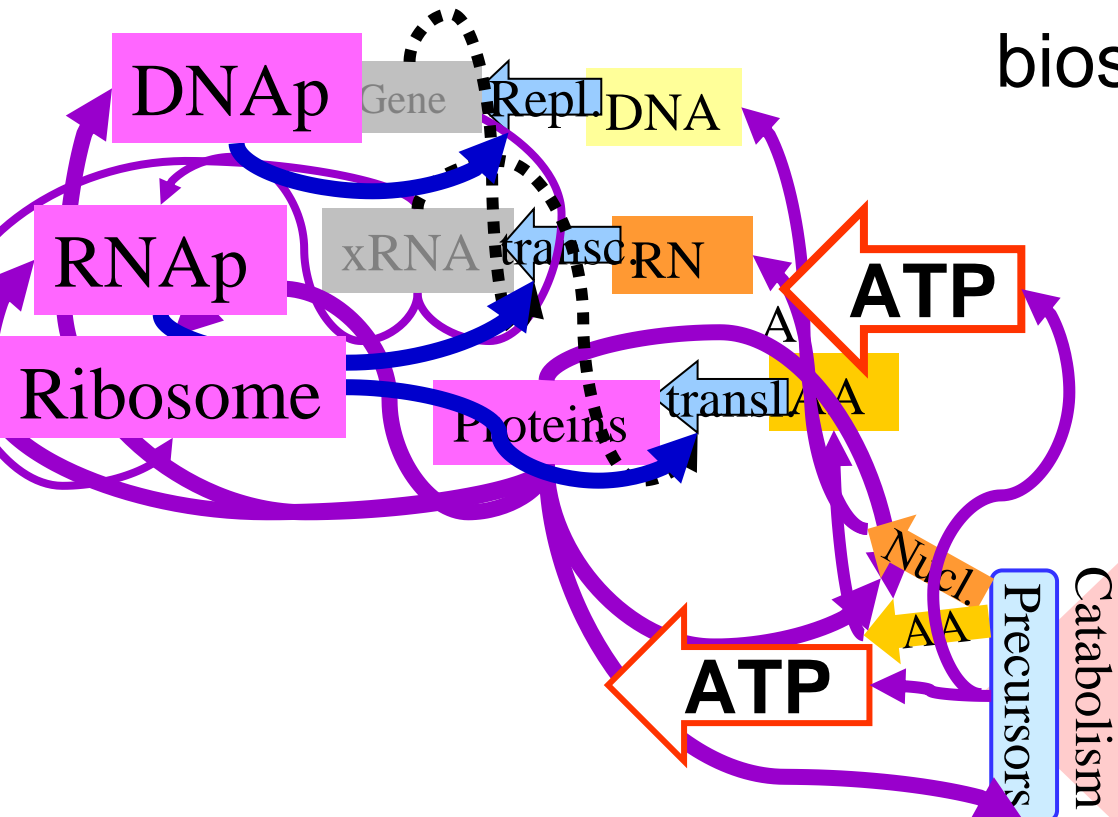 bios
DNAp
Gene
Repl.
DNA
RNAp
xRNA
transc.
RN
A
ATP
Ribosome
Proteins
transl.
AA
Nucl.
AA
ATP
Precursors
Catabolism